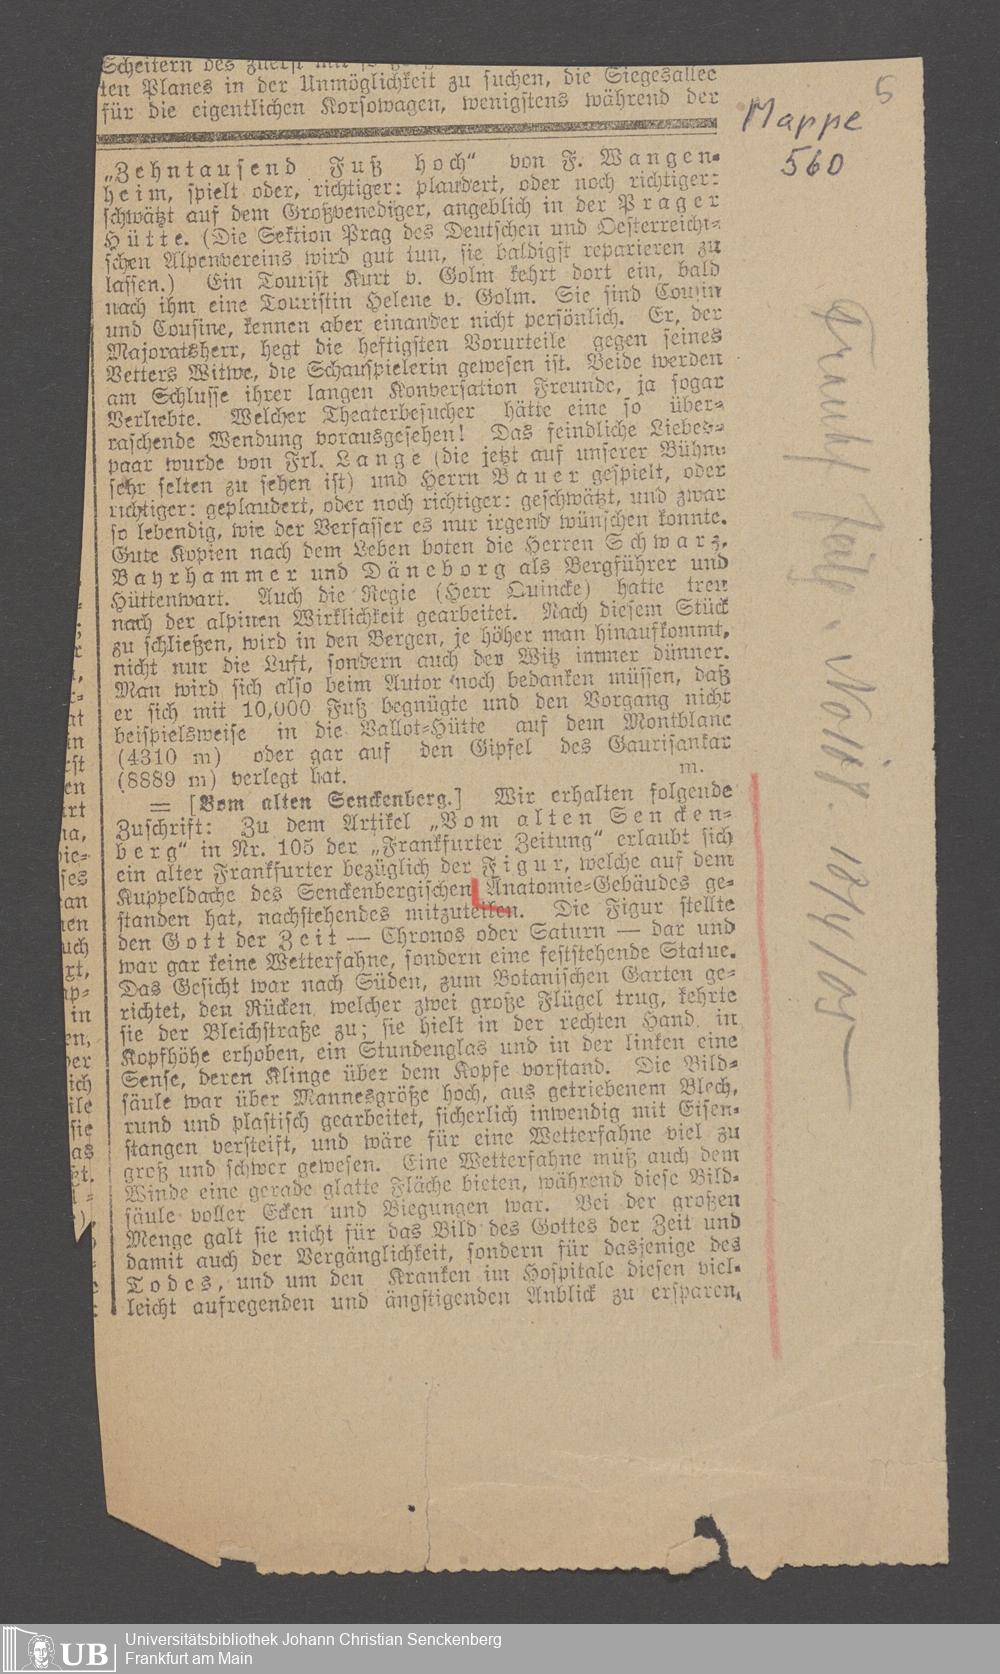 Scheitern des zuerst mit so
ten Planes in der Unmöglichkeit zu suchen, die Siegesallee
für die eigentlichen Korsowagen, wenigstens während der
„Zehntausend Fuß hoch“ von F. Wangen-
heim, spielt oder, richtiger: plaudert, oder noch richtiger:
schwätzt auf dem Großvenediger, angeblich in der Prager
Hütte. (Die Sektion Prag des Deutschen und Oesterreichi-
schen Alpenvereins wird gut tun, sie baldigst reparieren zu
lassen.) Ein Tourist Kurt v. Golm kehrt dort ein, bald
nach ihm eine Touristin Helene v. Golm. Sie sind Cousin
und Cousine, kennen aber einander nicht persönlich. Er, der
Majoratsherr, hegt die heftigsten Vorurteile gegen seines
Vetters Witwe, die Schauspielerin gewesen ist. Beide werden
am Schlusse ihrer langen Konversation Freunde, ja sogar
Verliebte. Welcher Theaterbesucher hätte eine so über-
raschende Wendung vorausgesehen! Das feindliche Liebes-
paar wurde von Frl. Lange (die jetzt auf unserer Bühne
sehr selten zu sehen ist) und Herrn Bauer gespielt, oder
richtiger: geplaudert, oder noch richtiger: geschwätzt, und zwar
so lebendig, wie der Verfasser es nur irgend wünschen konnte.
Gute Kopien nach dem Leben boten die Herren Schwarz,
Bayrhammer und Däneborg als Bergführer und
Hüttenwart. Auch die Regie (Herr Quincke) hatte treu
nach der alpinen Wirklichkeit gearbeitet. Nach diesem Stück
zu schließen, wird in den Bergen, je höher man hinaufkommt,
nicht nur die Luft, sondern auch der Witz immer dünner.
Man wird sich also beim Autor noch bedanken müssen, daß
er sich mit 10,000 Fuß begnügte und den Vorgang nicht
beispielsweise in die Vallot-Hütte auf dem Montblanc
(4310 m) oder gar auf den Gipfel des Gaurisankar
(8889 m) verlegt hat. m.
= [Vom alten Senckenberg.] Wir erhalten folgende
Zuschrift: Zu dem Artikel „Vom alten Sencken-
berg“ in Nr. 105 der „Frankfurter Zeitung“ erlaubt sich
ein alter Frankfurter bezüglich der Figur, welche auf dem
Kuppeldache des Senckenbergischen Anatomie-Gebäudes ge-
standen hat, nachstehendes mitzuteilen. Die Figur stellte
den Gott der Zeit — Chronos oder Saturn — dar und
war gar keine Wetterfahne, sondern eine feststehende Statue.
Das Gesicht war nach Süden, zum Botanischen Garten ge-
richtet, den Rücken, welcher zwei große Flügel trug, kehrte
sie der Bleichstraße zu; sie hielt in der rechten Hand, in
Kopfhöhe erhoben, ein Stundenglas und in der linken eine
Sense, deren Klinge über dem Kopfe vorstand. Die Bild-
säule war über Mannesgröße hoch, aus getriebenem Blech,
rund und plastisch gearbeitet, sicherlich inwendig mit Eisen-
stangen versteift, und wäre für eine Wetterfahne viel zu
groß und schwer gewesen. Eine Wetterfahne muß auch dem
Winde eine gerade glatte Fläche bieten, während diese Bild-
säule voller Ecken und Biegungen war. Bei der großen
Menge galt sie nicht für das Bild des Gottes der Zeit und
damit auch der Vergänglichkeit, sondern für dasjenige des
Todes, und um den Kranken im Hospitale diesen viel-
leicht aufregenden und ängstigenden Anblick zu ersparen,
5
Mappe
560
UB
Universitätsbibliothek Johann Christian Senckenberg
Frankfurt am Main